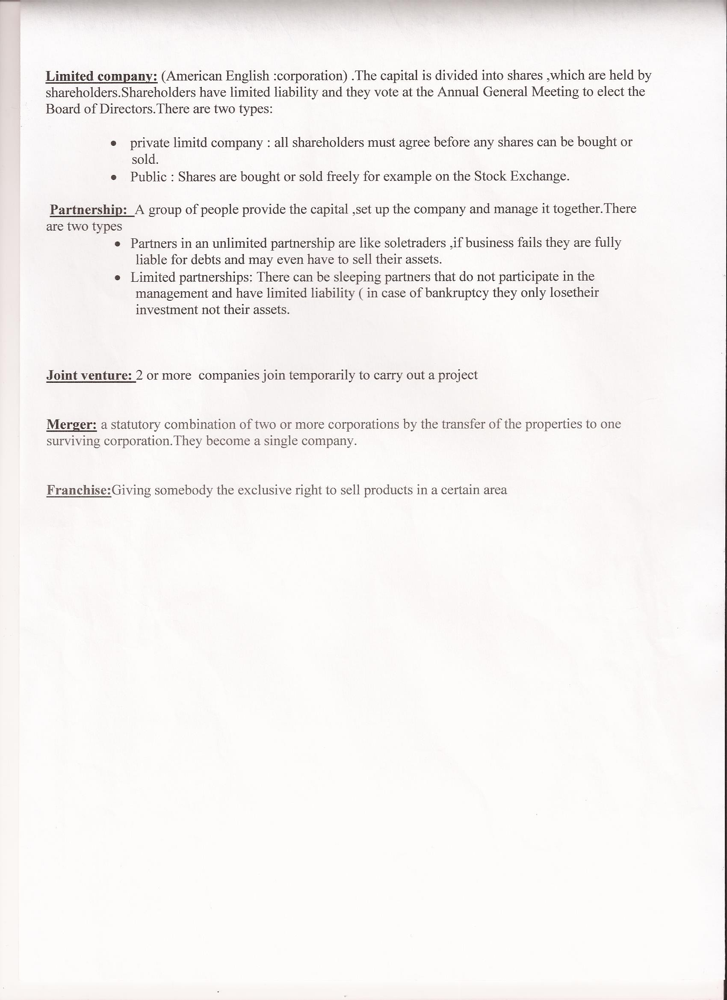 Limited company: (American English :corporation) .The capital is divided into shares ,which are held by
shareholders.Shareholders have limited liability and they vote at the Annual General Meeting to elect the
Board of Directors.There are two types:
• private limitd company : all shareholders must agree before any shares can be bought or
sold.
• Public : Shares are bought or sold freely for example on the Stock Exchange.
Partnership: A group of people provide the capital ,set up the company and manage it together.There
are two types
• Partners in an unlimited partnership are like soletraders ,if business fails they are fully
liable for debts and may even have to sell their assets.
• Limited partnerships: There can be sleeping partners that do not participate in the
management and have limited liability ( in case of bankruptcy they only losetheir
investment not their assets.
Joint venture: 2 or more  companies join temporarily to carry out a project
Merger: a statutory combination of two or more corporations by the transfer of the properties to one
surviving corporation.They become a single company.
Franchise:Giving somebody the exclusive right to sell products in a certain area